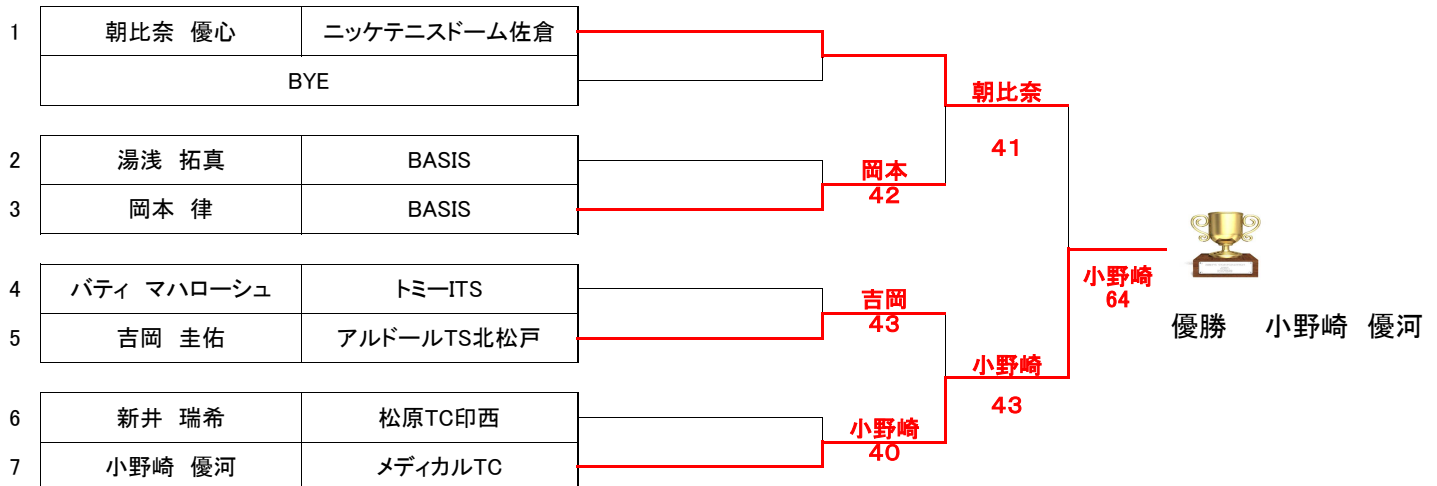 1 朝比奈 優心 ニッケテニスドーム佐倉
BYE
朝比奈
41
2 湯浅 拓真 BASIS
3 岡本 律 BASIS
岡本
42
小野崎
64
優勝 小野崎 優河
4 バティ マハローシュ トミーITS
5 吉岡 圭佑 アルドールTS北松戸
吉岡
43
小野崎
43
6 新井 瑞希 松原TC印西
7 小野崎 優河 メディカルTC
小野崎
40